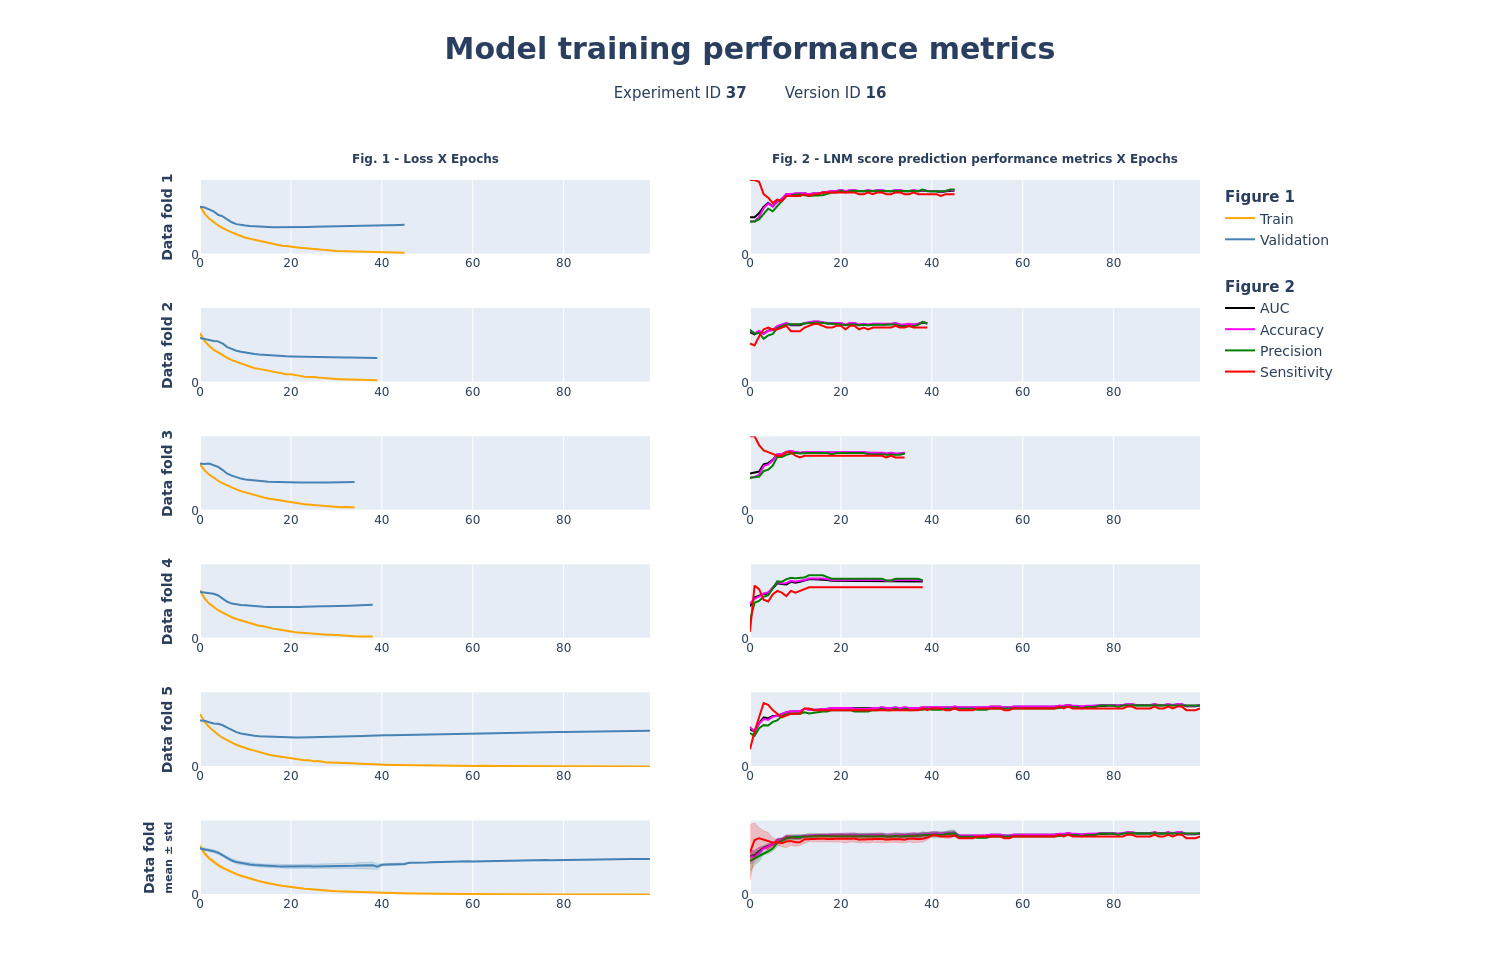 Model training performance metrics
Experiment ID 37 Version ID 16
Fig. 1 - Loss X Epochs
Fig. 2 - LNM score prediction performance metrics X Epochs
Data fold 1
0
0 20 40 60 80
0
0 20 40 60 80
Figure 1
Train
Validation
Figure 2
AUC
Accuracy
Precision
Sensitivity
Data fold 2
0
0 20 40 60 80
0
0 20 40 60 80
Data fold 3
0
0 20 40 60 80
0
0 20 40 60 80
Data fold 4
0
0 20 40 60 80
0
0 20 40 60 80
Data fold 5
0
0 20 40 60 80
0
0 20 40 60 80
Data fold
mean ± std
0
0 20 40 60 80
0
0 20 40 60 80